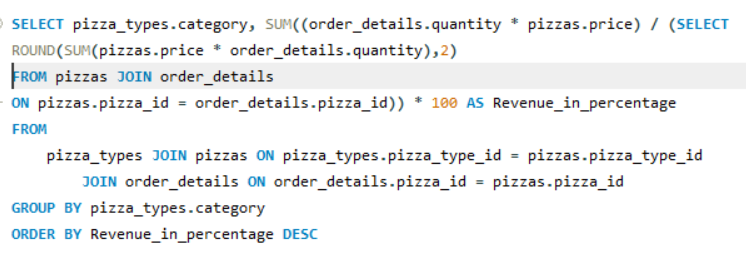 SELECT pizza_types.category, SUM((order_details.quantity * pizzas.price) / (SELECT
ROUND(SUM(pizzas.price * order_details.quantity),2)
FROM pizzas JOIN order_details
ON pizzas.pizza_id = order_details.pizza_id)) * 100 AS Revenue_in_percentage
FROM
pizza_types JOIN pizzas ON pizza_types.pizza_type_id = pizzas.pizza_type_id
JOIN order_details ON order_details.pizza_id = pizzas.pizza_id
GROUP BY pizza_types.category
ORDER BY Revenue_in_percentage DESC